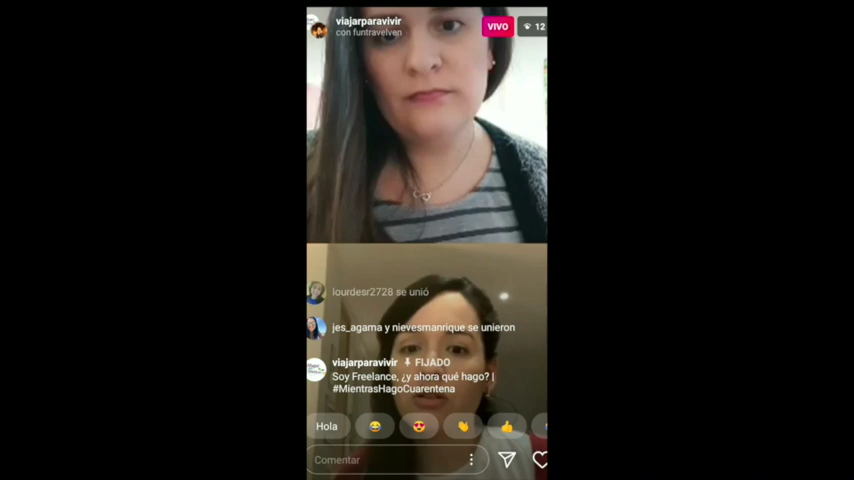 viajarparavivir
con funtravelven
VIVO
12
lourdesr2728 se unió
jes_agama y nievesmanrique se unieron
viajarparavivir FIJADO
Soy Freelance, ¿y ahora qué hago? |
#MientrasHagoCuarentena
Hola
Comentar